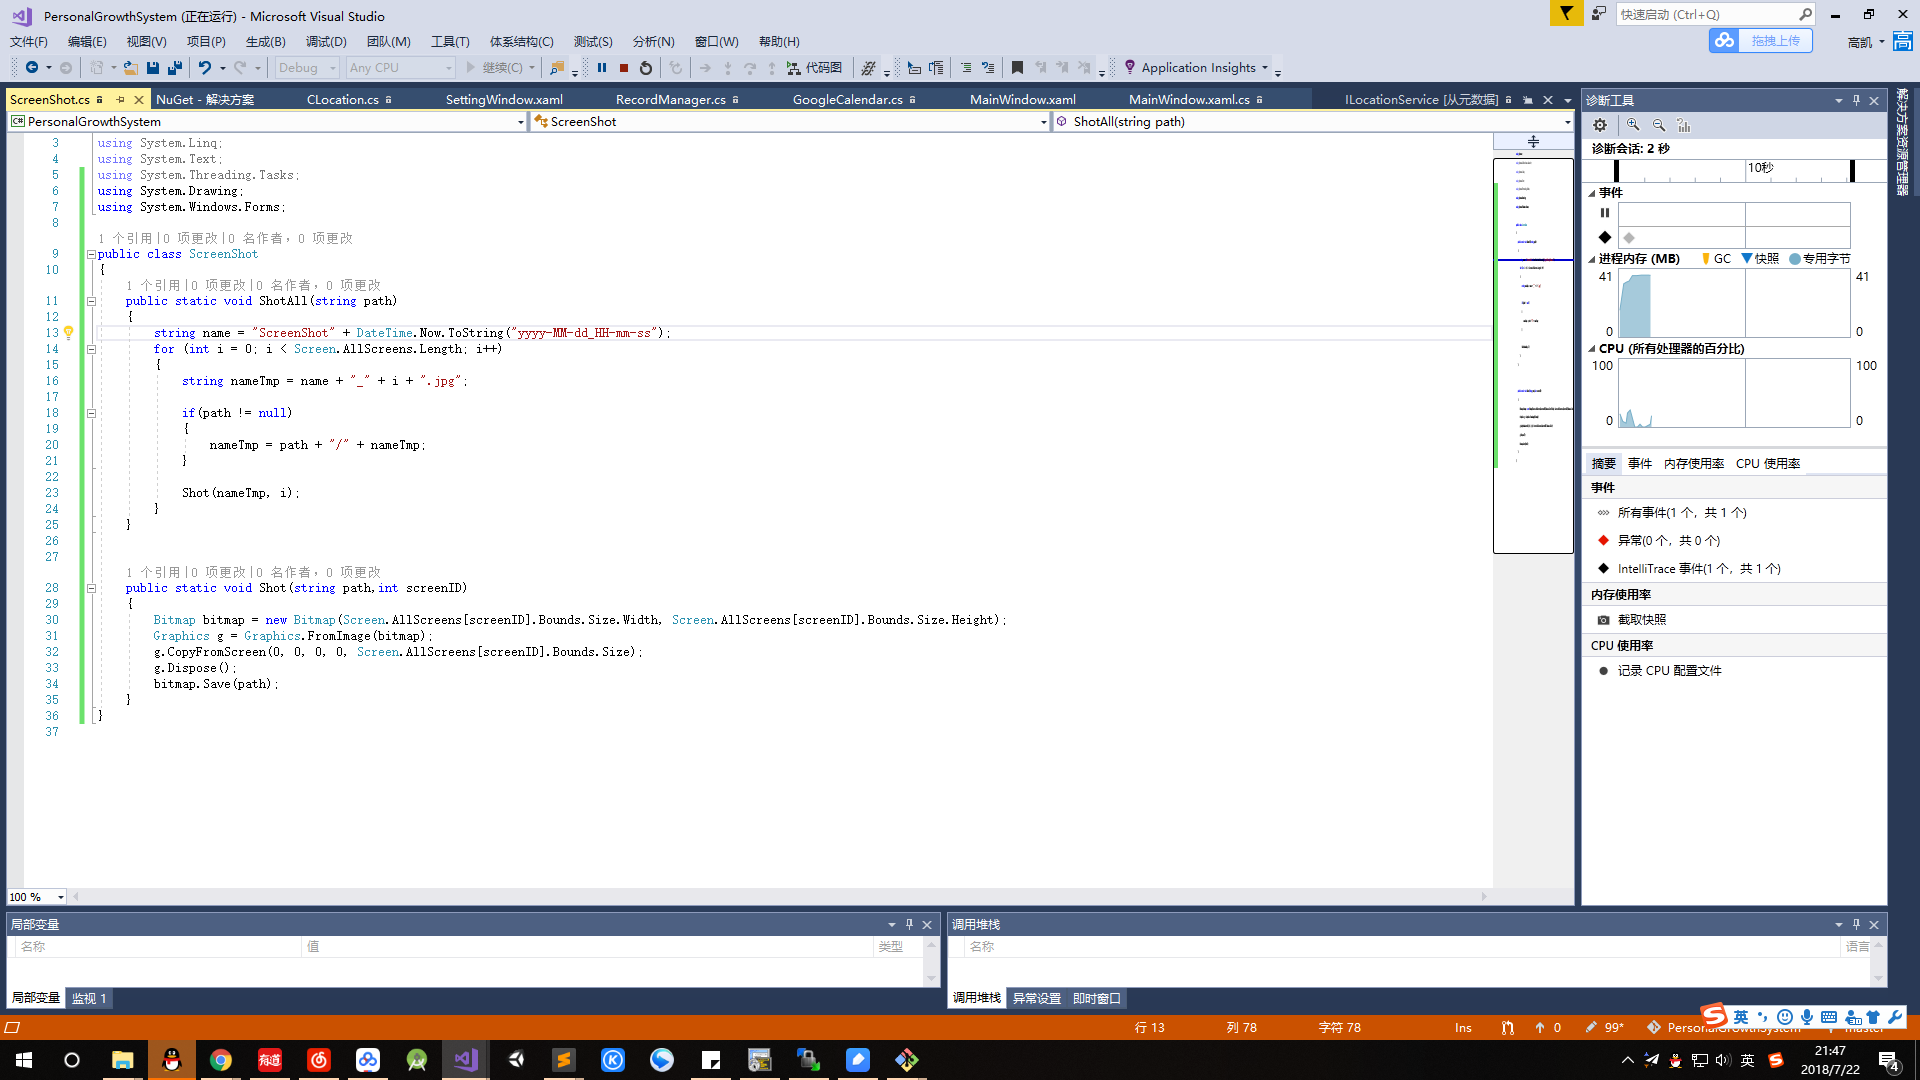 PersonalGrowthSystem (正在运行) - Microsoft Visual Studio
快速启动 (Ctrl+Q)
文件(F) 编辑(E) 视图(V) 项目(P) 生成(B) 调试(D) 团队(M) 工具(T) 体系结构(C) 测试(S) 分析(N) 窗口(W) 帮助(H)
拖拽上传
高凯
高
Debug Any CPU 继续(C) 代码图 Application Insights
ScreenShot.cs NuGet - 解决方案 CLocation.cs SettingWindow.xaml RecordManager.cs GoogleCalendar.cs MainWindow.xaml MainWindow.xaml.cs ILocationService [从元数据]
C# PersonalGrowthSystem ScreenShot ShotAll(string path)
3 using System.Linq;
4 using System.Text;
5 using System.Threading.Tasks;
6 using System.Drawing;
7 using System.Windows.Forms;
8
1 个引用|0 项更改|0 名作者，0 项更改
9 public class ScreenShot
10 {
1 个引用|0 项更改|0 名作者，0 项更改
11 public static void ShotAll(string path)
12 {
13 string name = "ScreenShot" + DateTime.Now.ToString("yyyy-MM-dd_HH-mm-ss");
14 for (int i = 0; i < Screen.AllScreens.Length; i++)
15 {
16 string nameTmp = name + "_" + i + ".jpg";
17
18 if(path != null)
19 {
20 nameTmp = path + "/" + nameTmp;
21 }
22
23 Shot(nameTmp, i);
24 }
25 }
26
27
1 个引用|0 项更改|0 名作者，0 项更改
28 public static void Shot(string path,int screenID)
29 {
30 Bitmap bitmap = new Bitmap(Screen.AllScreens[screenID].Bounds.Size.Width, Screen.AllScreens[screenID].Bounds.Size.Height);
31 Graphics g = Graphics.FromImage(bitmap);
32 g.CopyFromScreen(0, 0, 0, 0, Screen.AllScreens[screenID].Bounds.Size);
33 g.Dispose();
34 bitmap.Save(path);
35 }
36 }
37
100 %
诊断工具
诊断会话: 2 秒
10秒
事件
进程内存 (MB) GC 快照 专用字节
41 41
0 0
CPU (所有处理器的百分比)
100 100
0 0
摘要 事件 内存使用率 CPU 使用率
事件
所有事件(1 个，共 1 个)
异常(0 个，共 0 个)
IntelliTrace 事件(1 个，共 1 个)
内存使用率
截取快照
CPU 使用率
记录 CPU 配置文件
解决方案资源管理器
局部变量
名称 值 类型
局部变量 监视 1
调用堆栈
名称 语言
调用堆栈 异常设置 即时窗口
行 13 列 78 字符 78 Ins 0 99* PersonalGrowthSystem master
英
有道
英
21:47
2018/7/22
4